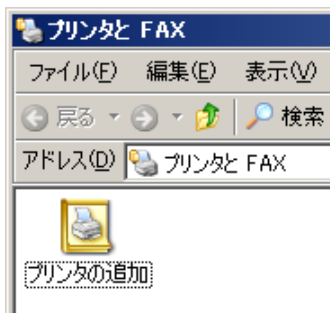 プリンタと FAX
ファイル(F) 編集(E) 表示(V)
戻る 検索
アドレス(D) プリンタと FAX
プリンタの追加